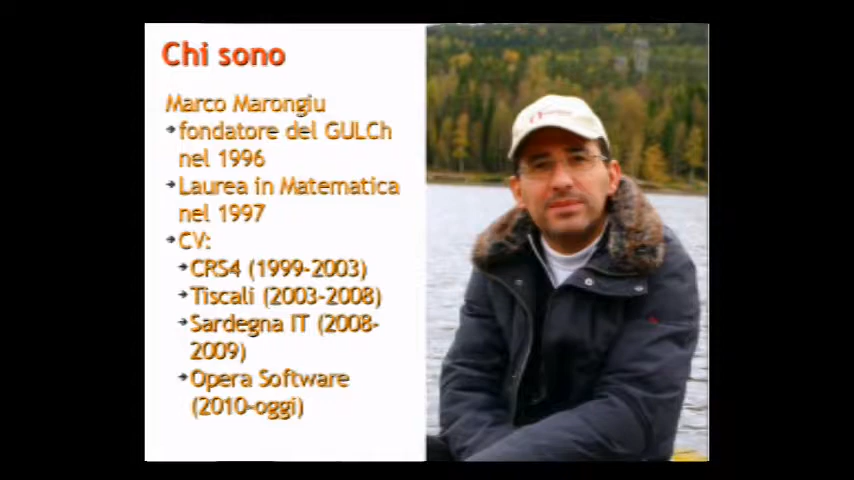 Chi sono
Marco Marongiu
fondatore del GULCh
nel 1996
Laurea in Matematica
nel 1997
CV:
CRS4 (1999-2003)
Tiscali (2003-2008)
Sardegna IT (2008-
2009)
Opera Software
(2010-oggi)